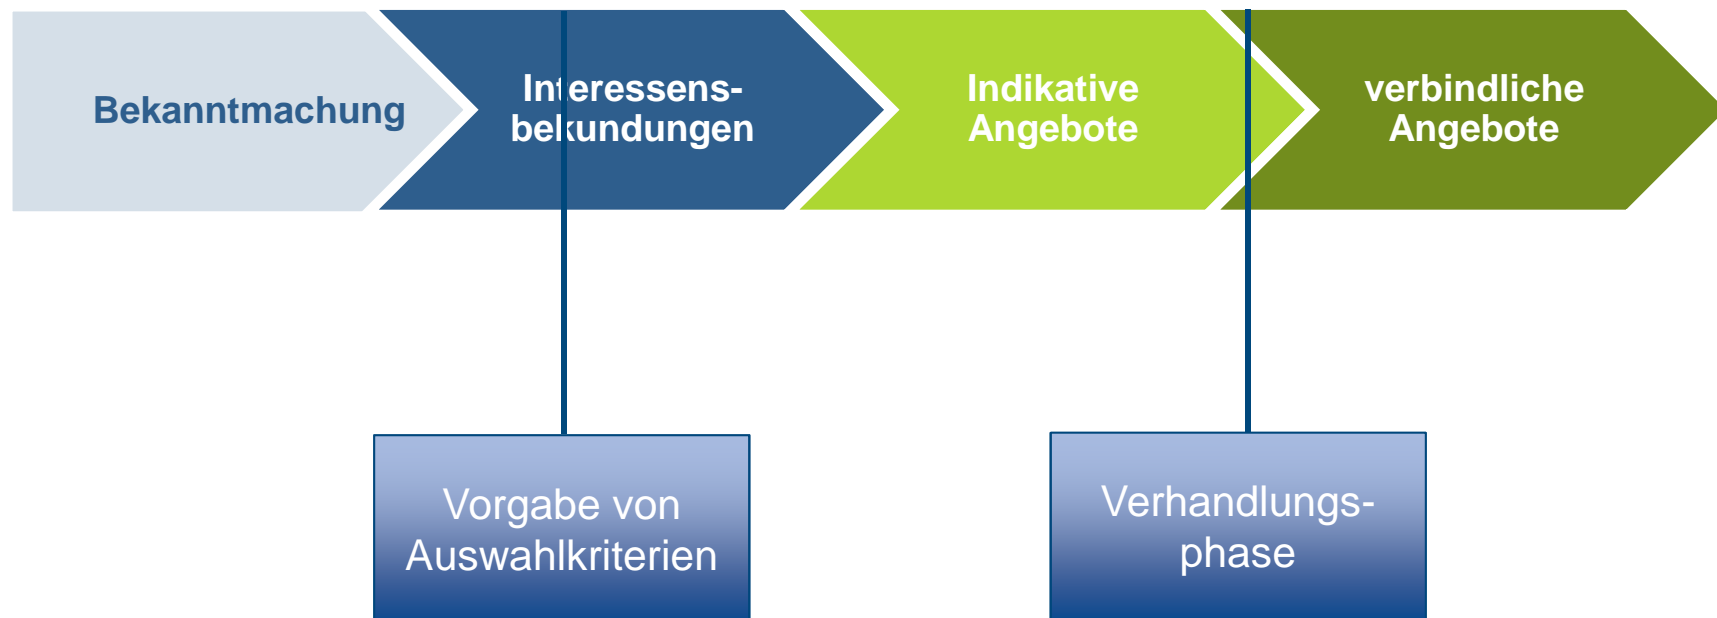 Bekanntmachung
Interessens-
bekundungen
Indikative
Angebote
verbindliche
Angebote
Vorgabe von
Auswahlkriterien
Verhandlungs-
phase